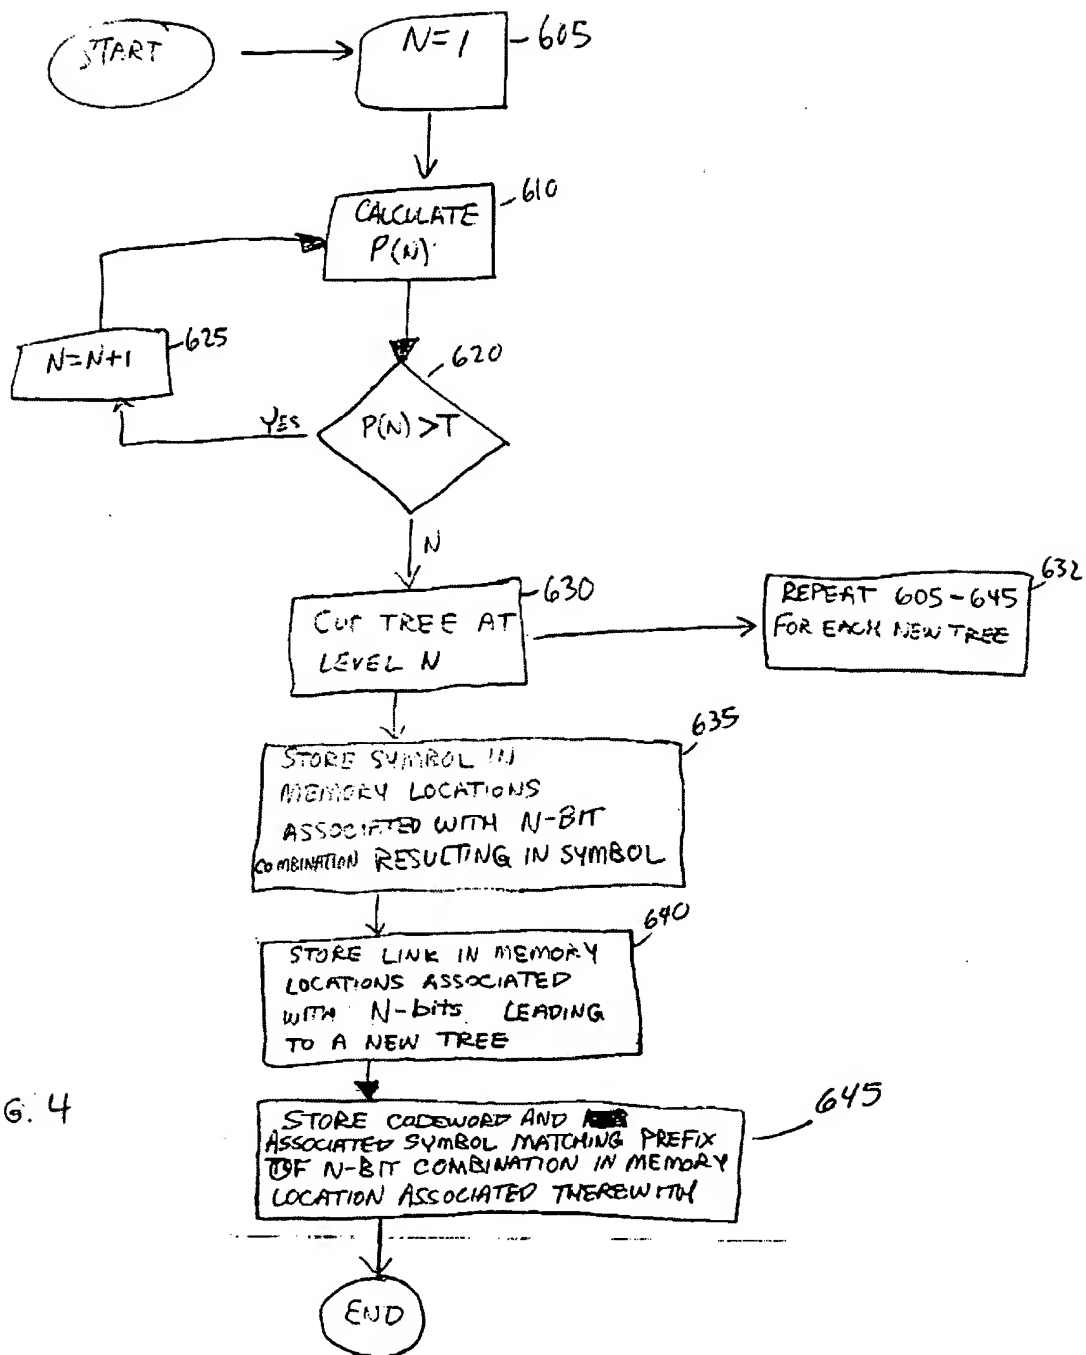 START
N=1
605
CALCULATE
P(N)
610
N=N+1
625
P(N)>T
620
YES
N
CUT TREE AT
LEVEL N
630
REPEAT 605-645
FOR EACH NEW TREE
632
STORE SYMBOL IN
MEMORY LOCATIONS
ASSOCIATED WITH N-BIT
COMBINATION RESULTING IN SYMBOL
635
STORE LINK IN MEMORY
LOCATIONS ASSOCIATED
WITH N-bits LEADING
TO A NEW TREE
640
STORE CODEWORD AND
ASSOCIATED SYMBOL MATCHING PREFIX
OF N-BIT COMBINATION IN MEMORY
LOCATION ASSOCIATED THEREWITH
645
G. 4
END